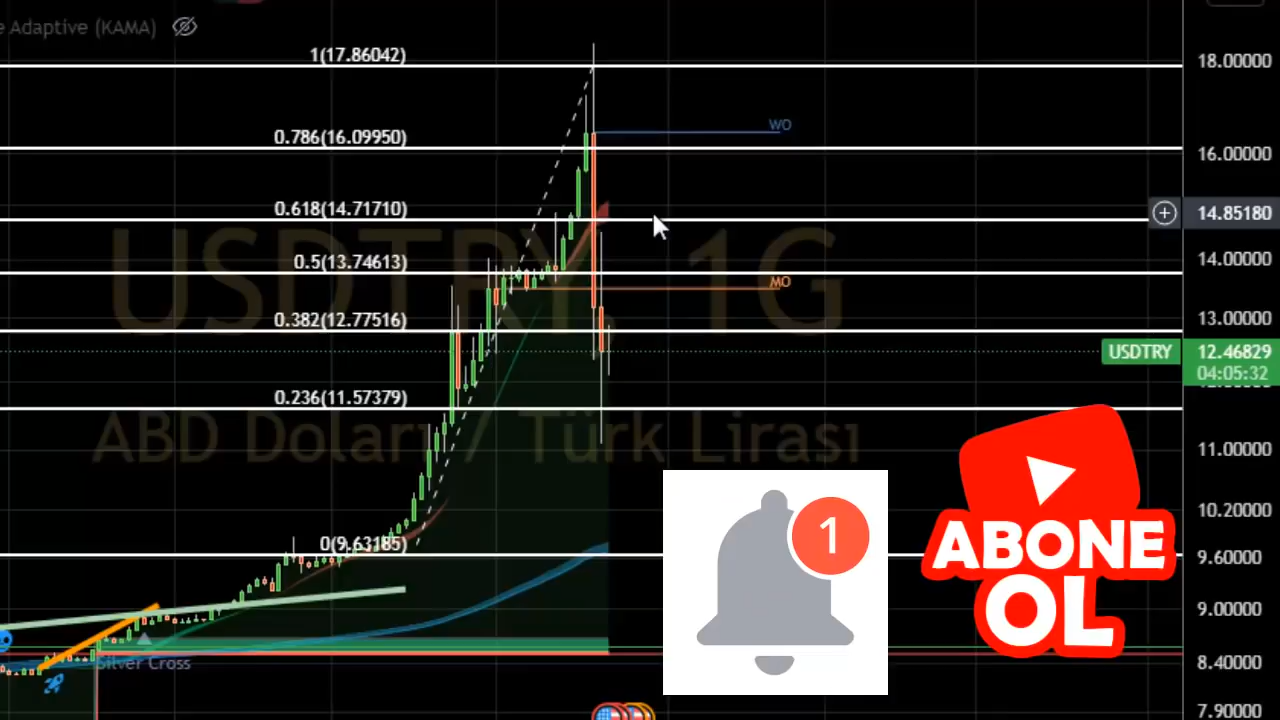 e Adaptive (KAMA)
1(17.86042)
18.00000
WO
0.786(16.09950)
16.00000
0.618(14.71710)
14.85180
USDTRY, 1G
0.5(13.74613)
14.00000
MO
0.382(12.77516)
13.00000
USDTRY
12.46829
04:05:32
0.236(11.57379)
ABD Doları / Türk Lirası
11.00000
10.20000
1
ABONE
OL
0(9.63185)
9.60000
9.00000
Silver Cross
8.40000
7.90000